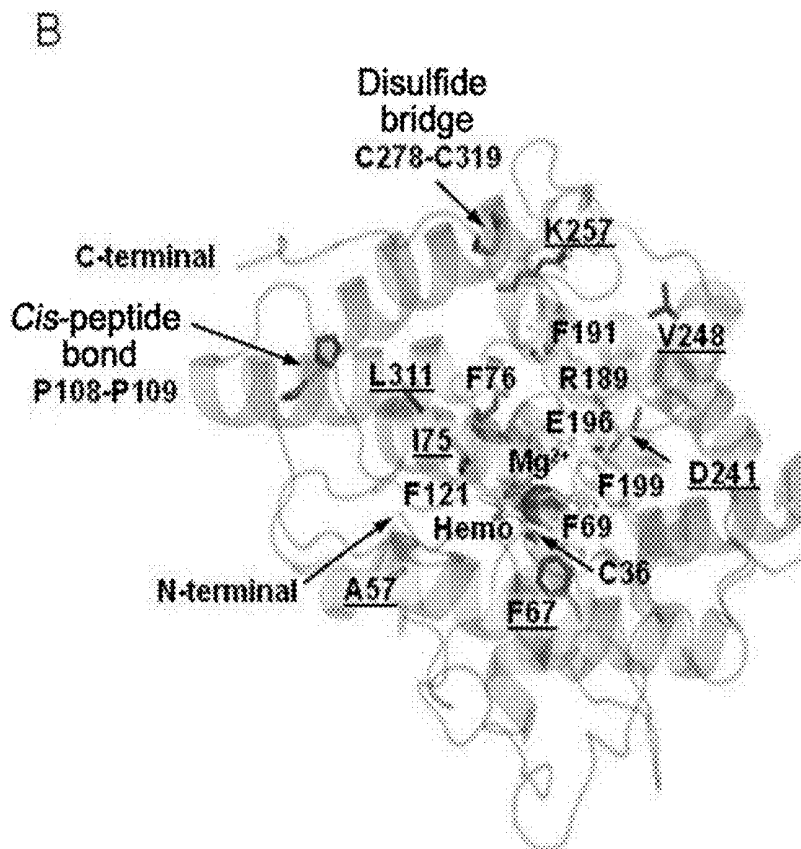 B
Disulfide
bridge
C278-C319
K257
C-terminal
Cis-peptide
bond
P108-P109
F191
V248
L311
F76
R189
E196
I75
Mg²⁺
D241
F121
F199
Hemo
F69
C36
N-terminal
A57
F67